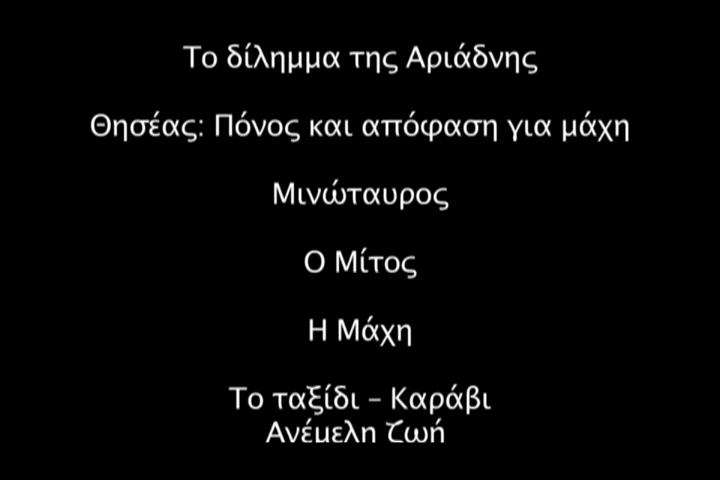 Το δίλημμα της Αριάδνης
Θησέας: Πόνος και απόφαση για μάχη
Μινώταυρος
Ο Μίτος
Η Μάχη
Το ταξίδι – Καράβι
Ανέμελη ζωή